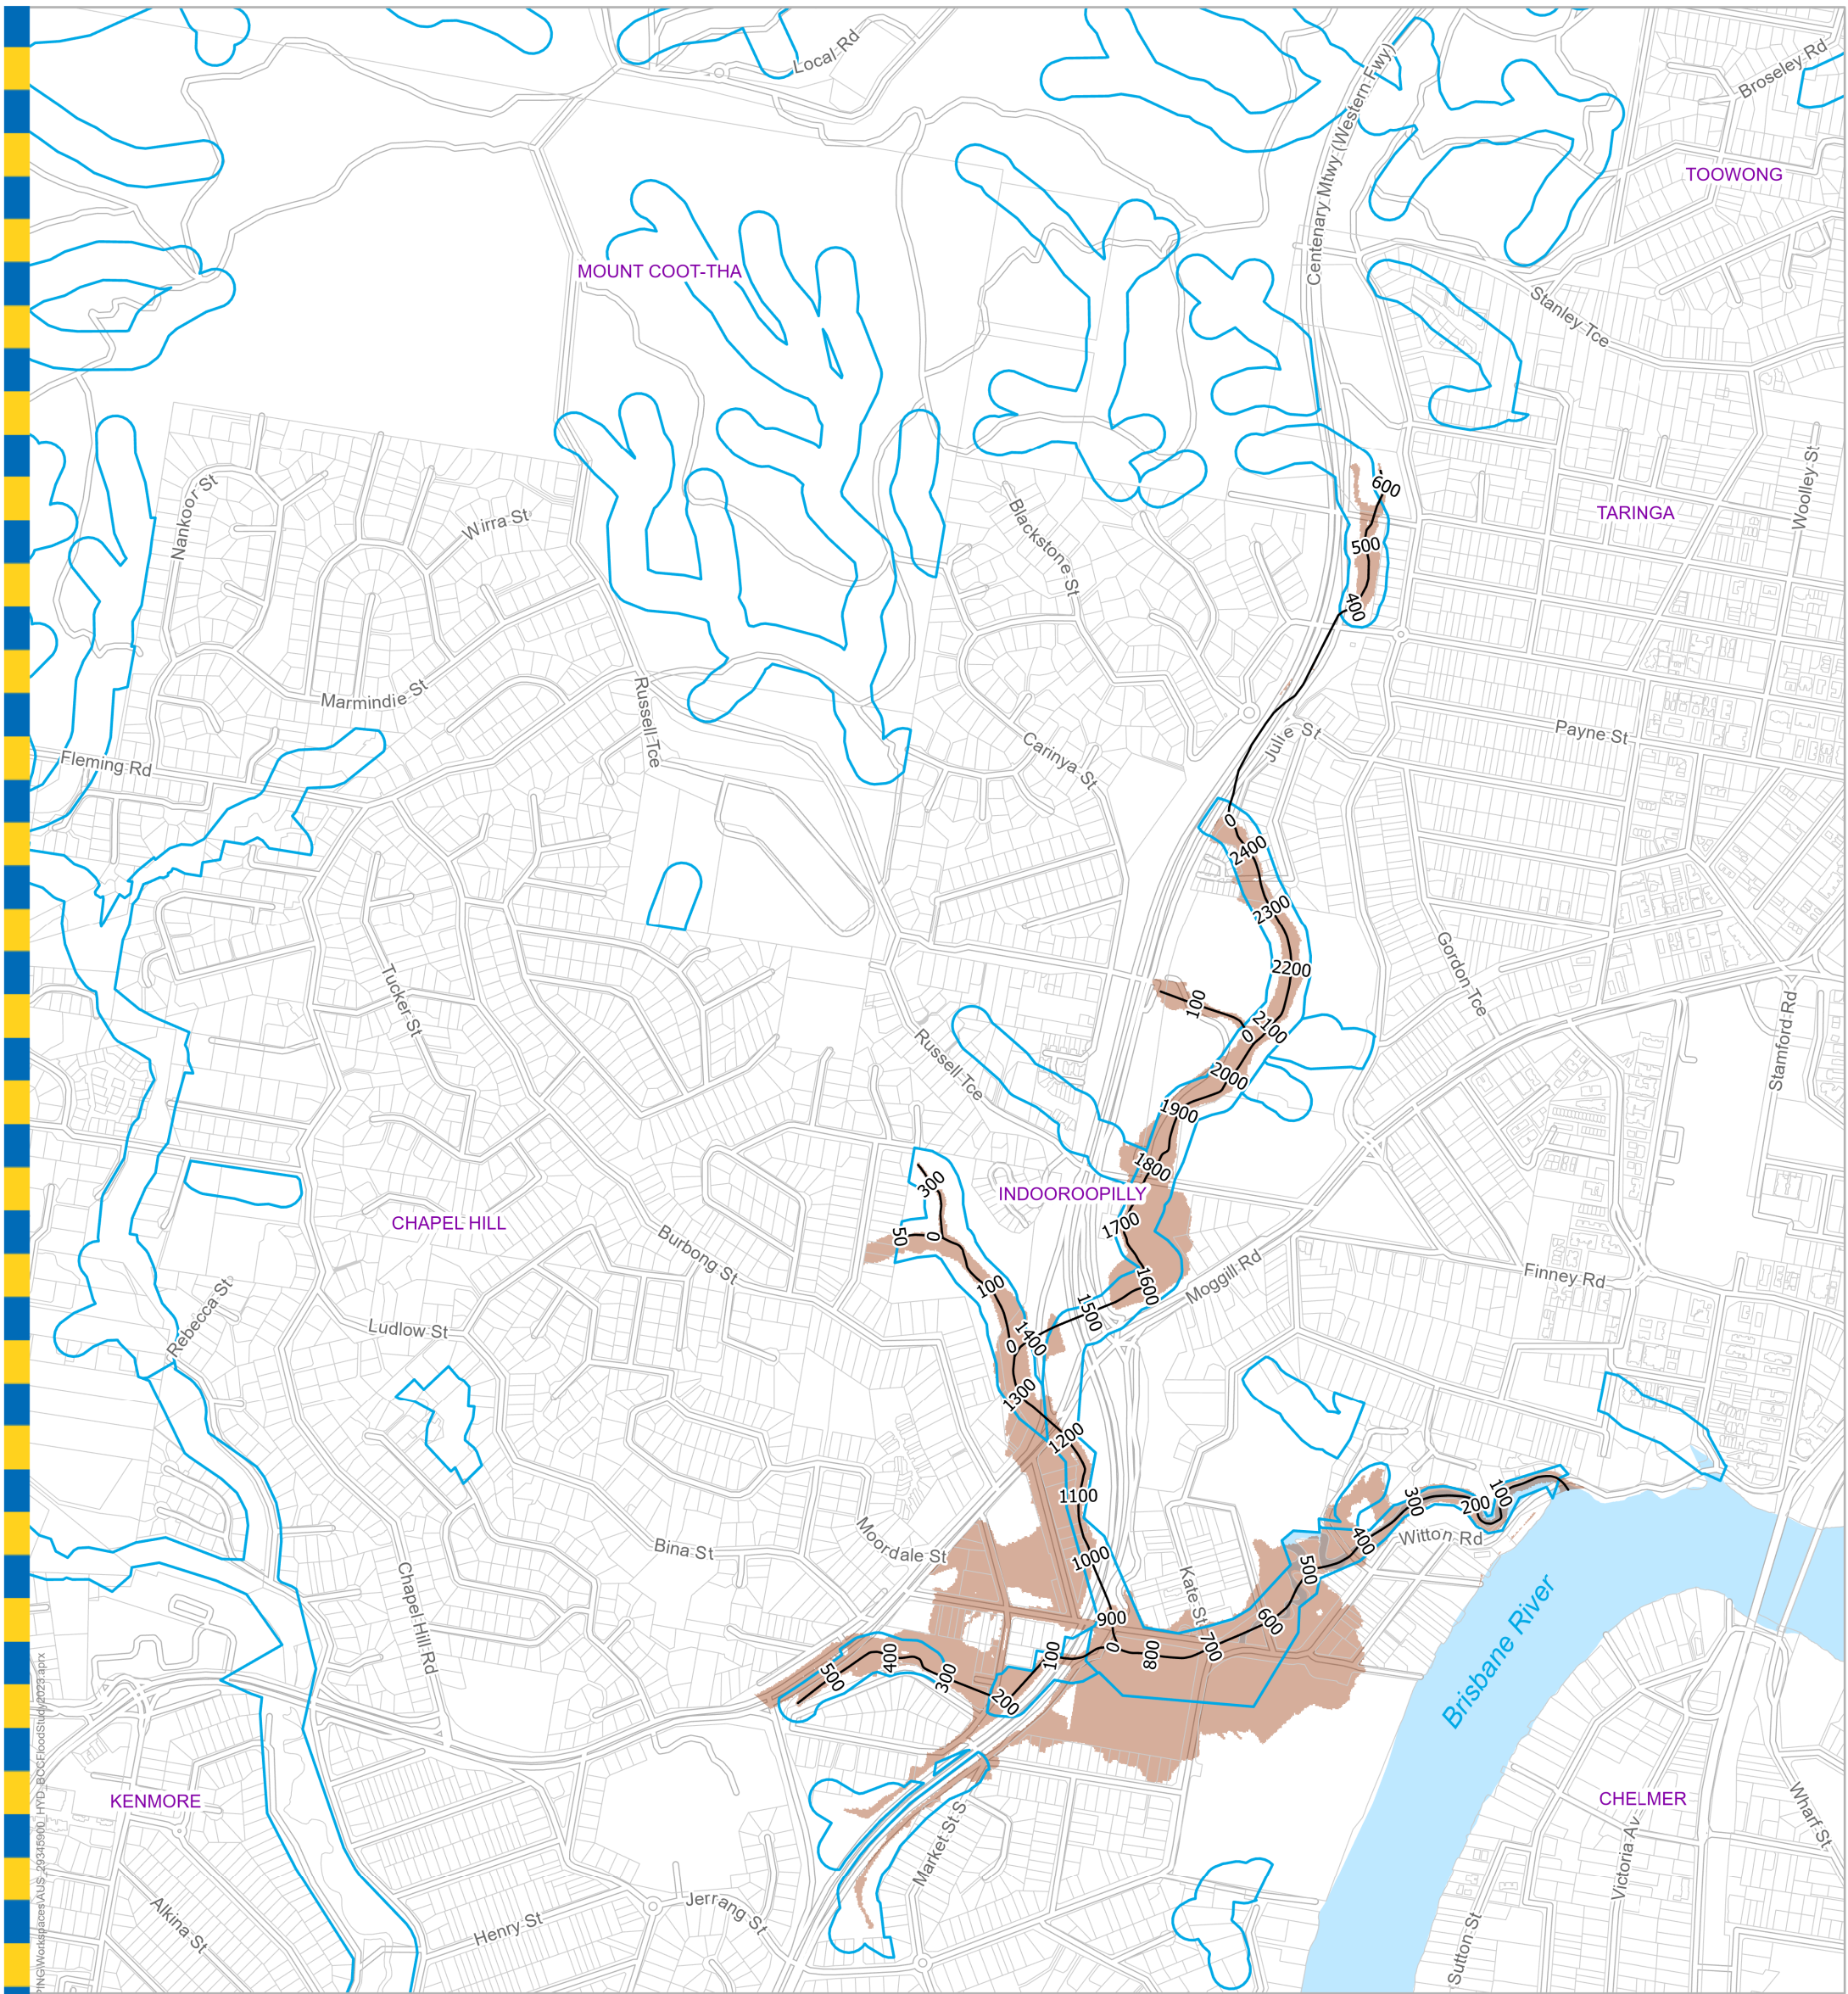 Local Rd
Centenary Mtwy (Western Fwy)
Broseley Rd
TOOWONG
MOUNT COOT-THA
Stanley Tce
Nankoor St
Wirra St
Blackstone St
600
TARINGA
Woolley St
500
400
Marmindie St
Russell Tce
Carinya St
Julie St
Payne St
Fleming Rd
0
2400
2300
Gordon Tce
2200
Tucker St
100
2100
0
Stamford Rd
Russell Tce
2000
1900
1800
300
INDOOROOPILLY
CHAPEL HILL
1700
50
0
Burbong St
Moggill Rd
Finney Rd
100
1600
1500
Rebecca St
Ludlow St
1400
0
1300
1200
1100
300
200
100
Moordale St
Witton Rd
400
Bina St
1000
500
Chapel Hill Rd
Kate St
Brisbane River
900
600
0
800
700
100
400
500
300
200
KENMORE
CHELMER
Wharf St
Market St S
Victoria Av
Jerrang St
Henry St
Alkina St
Sutton St
PING\Workspaces\AUS_29345900_HYD_BCCFloodStudy2023.aprx